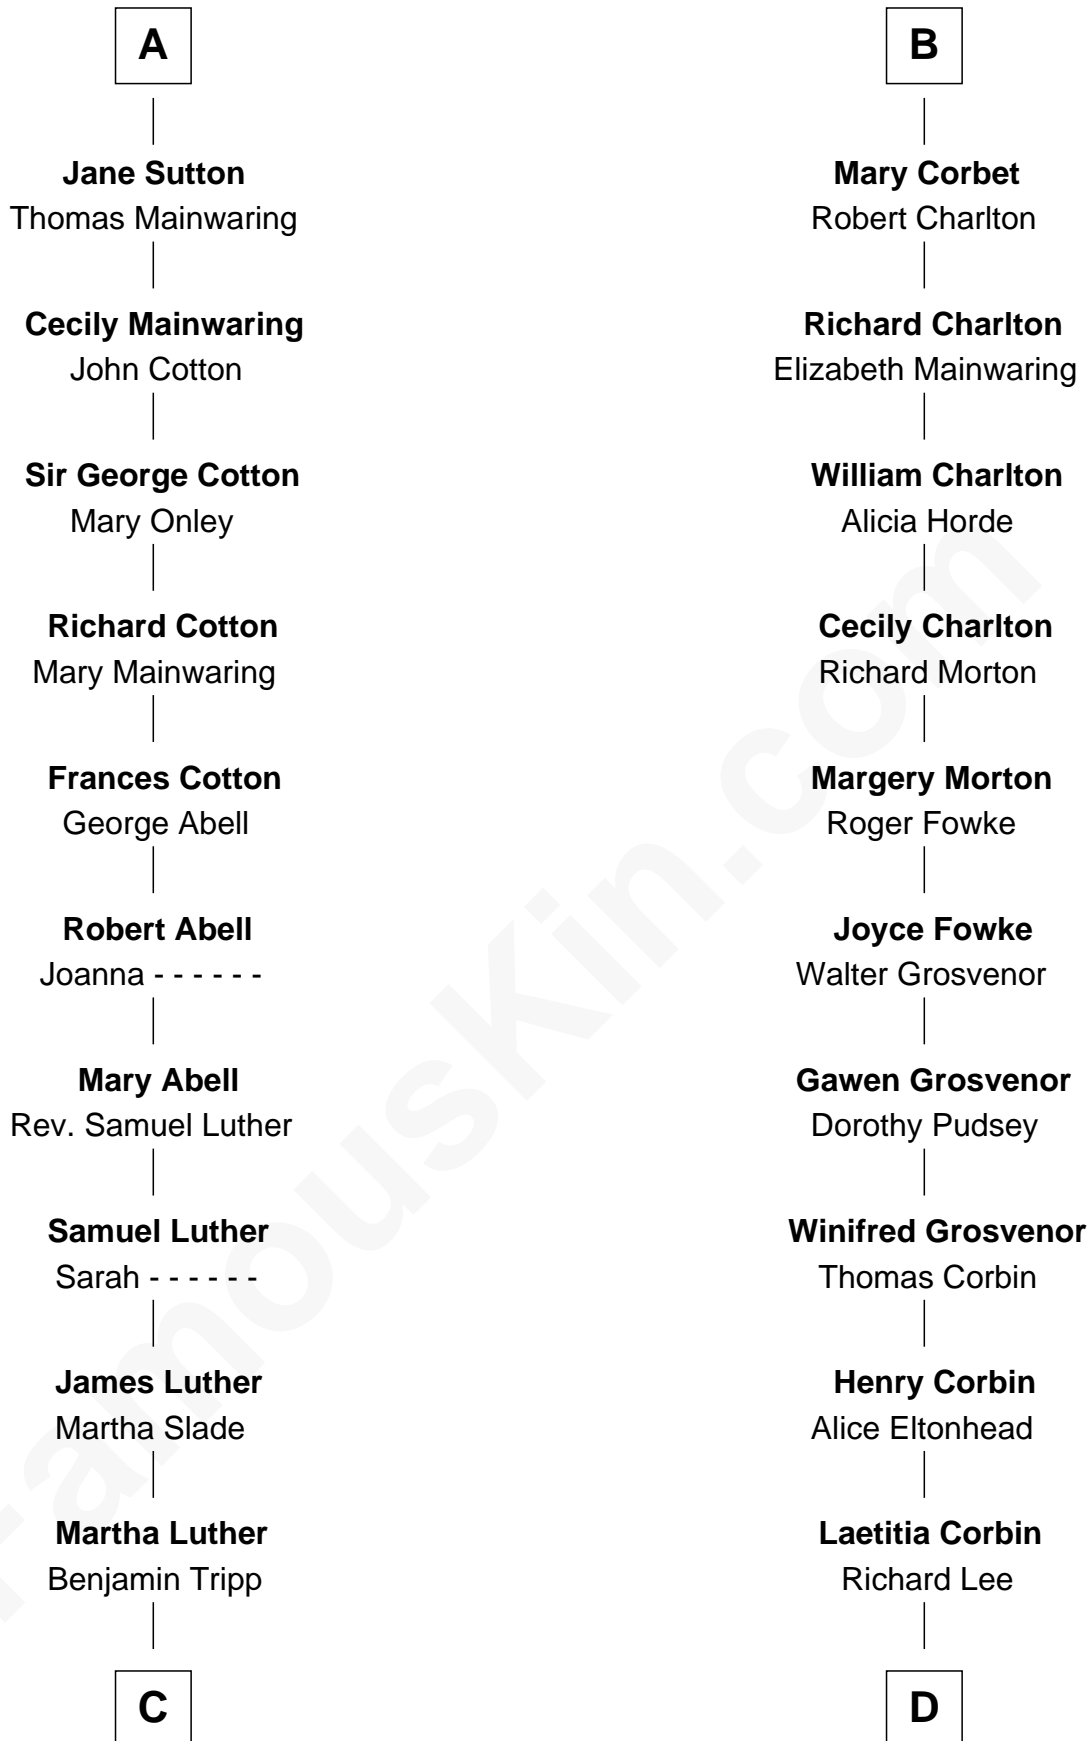 A
Jane Sutton
Thomas Mainwaring
Cecily Mainwaring
John Cotton
Sir George Cotton
Mary Onley
Richard Cotton
Mary Mainwaring
Frances Cotton
George Abell
Robert Abell
Joanna - - - - - -
Mary Abell
Rev. Samuel Luther
Samuel Luther
Sarah - - - - - -
James Luther
Martha Slade
Martha Luther
Benjamin Tripp
C
B
Mary Corbet
Robert Charlton
Richard Charlton
Elizabeth Mainwaring
William Charlton
Alicia Horde
Cecily Charlton
Richard Morton
Margery Morton
Roger Fowke
Joyce Fowke
Walter Grosvenor
Gawen Grosvenor
Dorothy Pudsey
Winifred Grosvenor
Thomas Corbin
Henry Corbin
Alice Eltonhead
Laetitia Corbin
Richard Lee
D
FamousKin.com